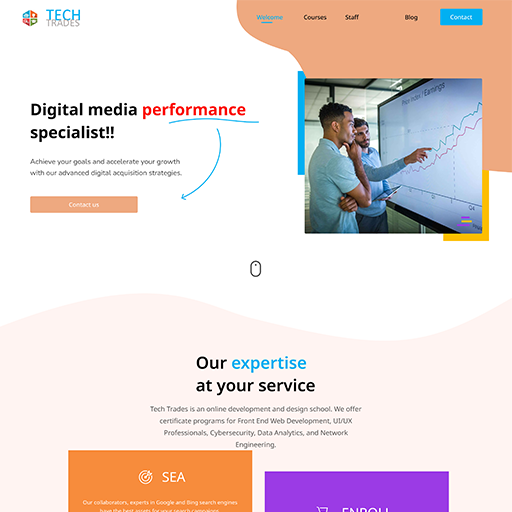 TECH
TRADES
Welcome Courses Staff Blog Contact
Digital media performance
specialist!!
Achieve your goals and accelerate your growth
with our advanced digital acquisition strategies.
Contact us
Price Index / Earnings
Q4
Our expertise
at your service
Tech Trades is an online development and design school. We offer
certificate programs for Front End Web Development, UI/UX
Professionals, Cybersecurity, Data Analytics, and Network
Engineering.
SEA
Our collaborators, experts in Google and Bing search engines
have the best assets for your search campaigns
ENROLL